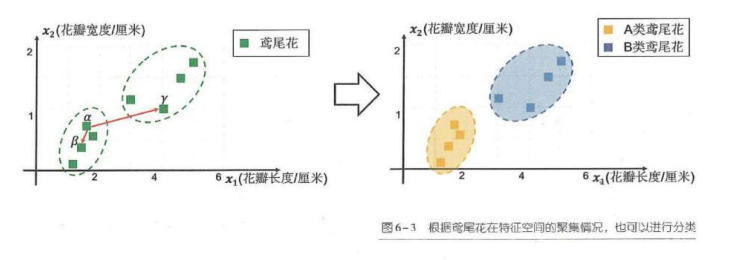 x₂(花瓣宽度/厘米)
2
鸢尾花
γ
1
α
β
2
4
6
x₁(花瓣长度/厘米)
x₂(花瓣宽度/厘米)
2
A类鸢尾花
B类鸢尾花
1
2
4
6
x₁(花瓣长度/厘米)
图6-3 根据鸢尾花在特征空间的聚集情况，也可以进行分类